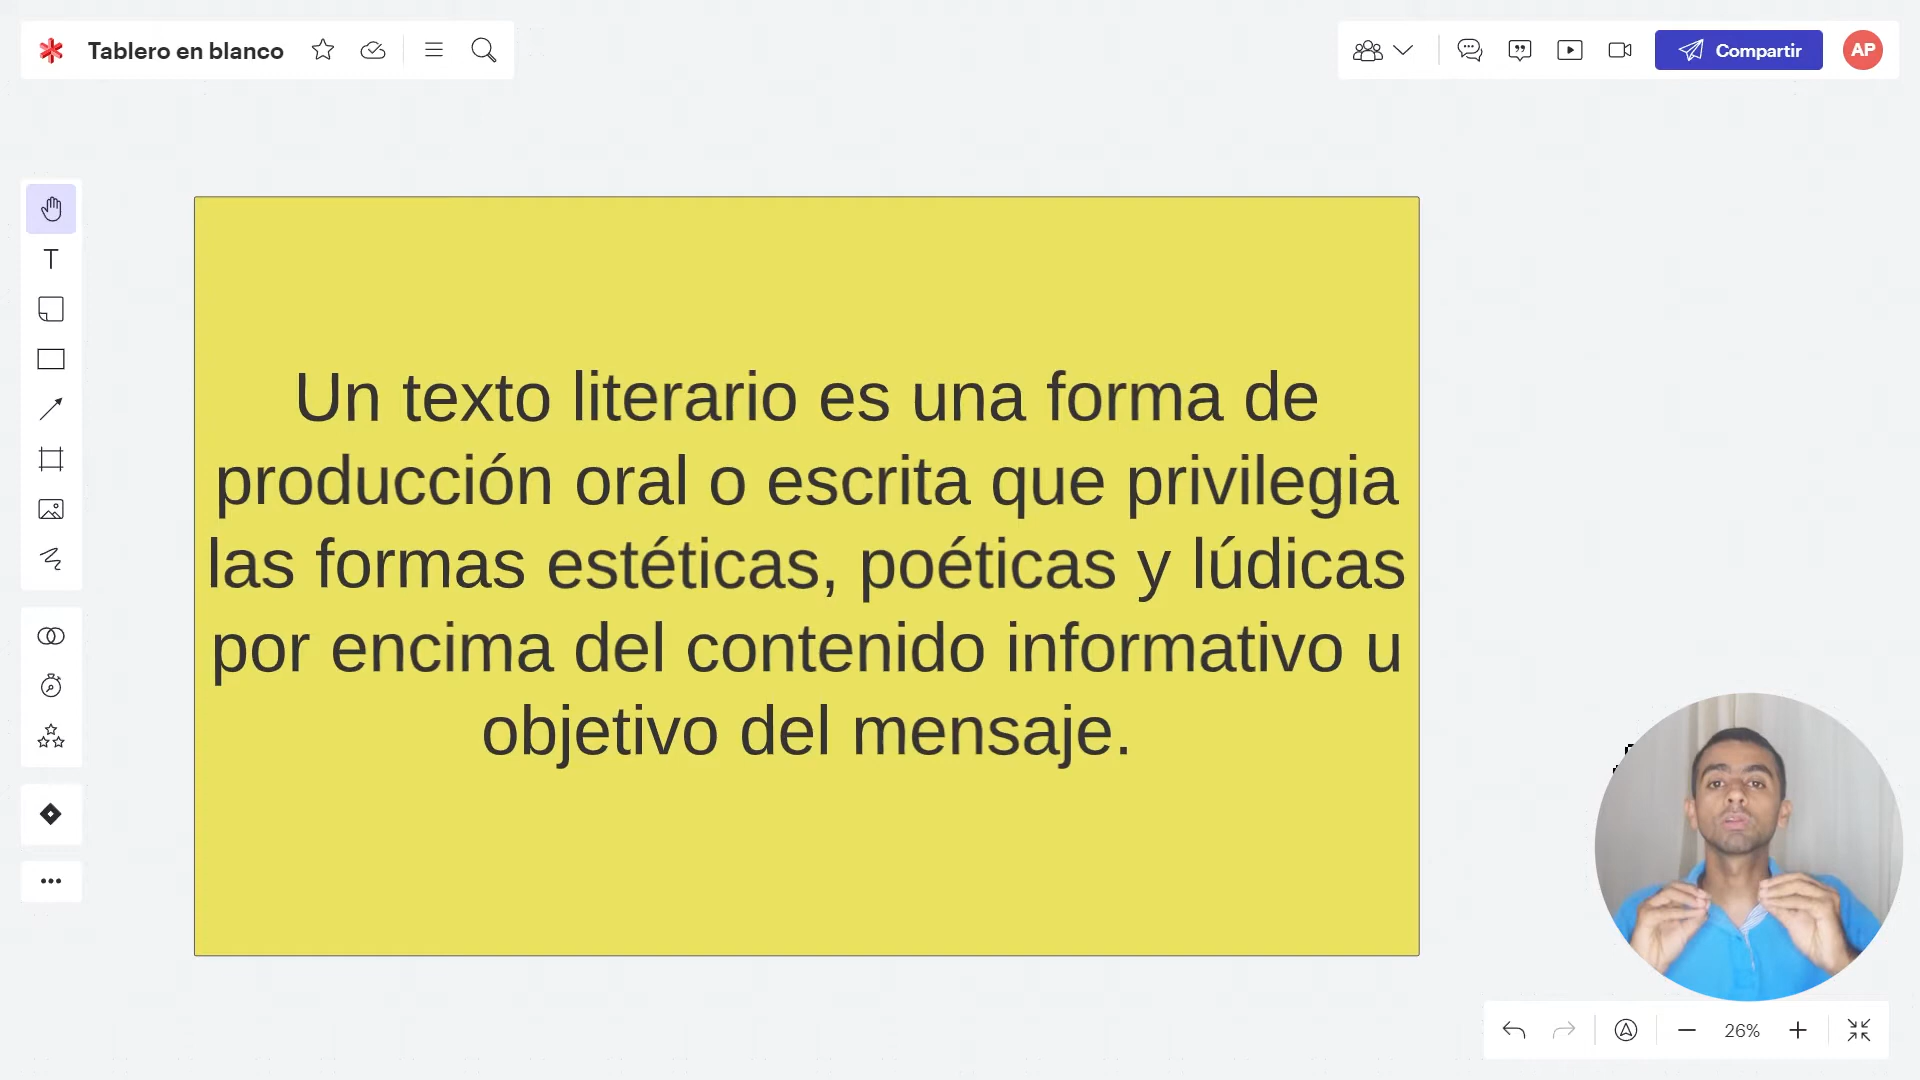 Tablero en blanco
Compartir
AP
T
Un texto literario es una forma de
producción oral o escrita que privilegia
las formas estéticas, poéticas y lúdicas
por encima del contenido informativo u
objetivo del mensaje.
26%